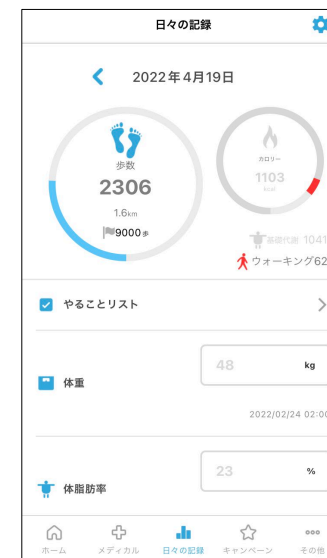 日々の記録
2022年4月19日
歩数
2306
1.6km
9000歩
カロリー
1103
kcal
基礎代謝 1041
ウォーキング62
やることリスト
体重
48 kg
2022/02/24 02:00
体脂肪率
23 %
ホーム メディカル 日々の記録 キャンペーン その他